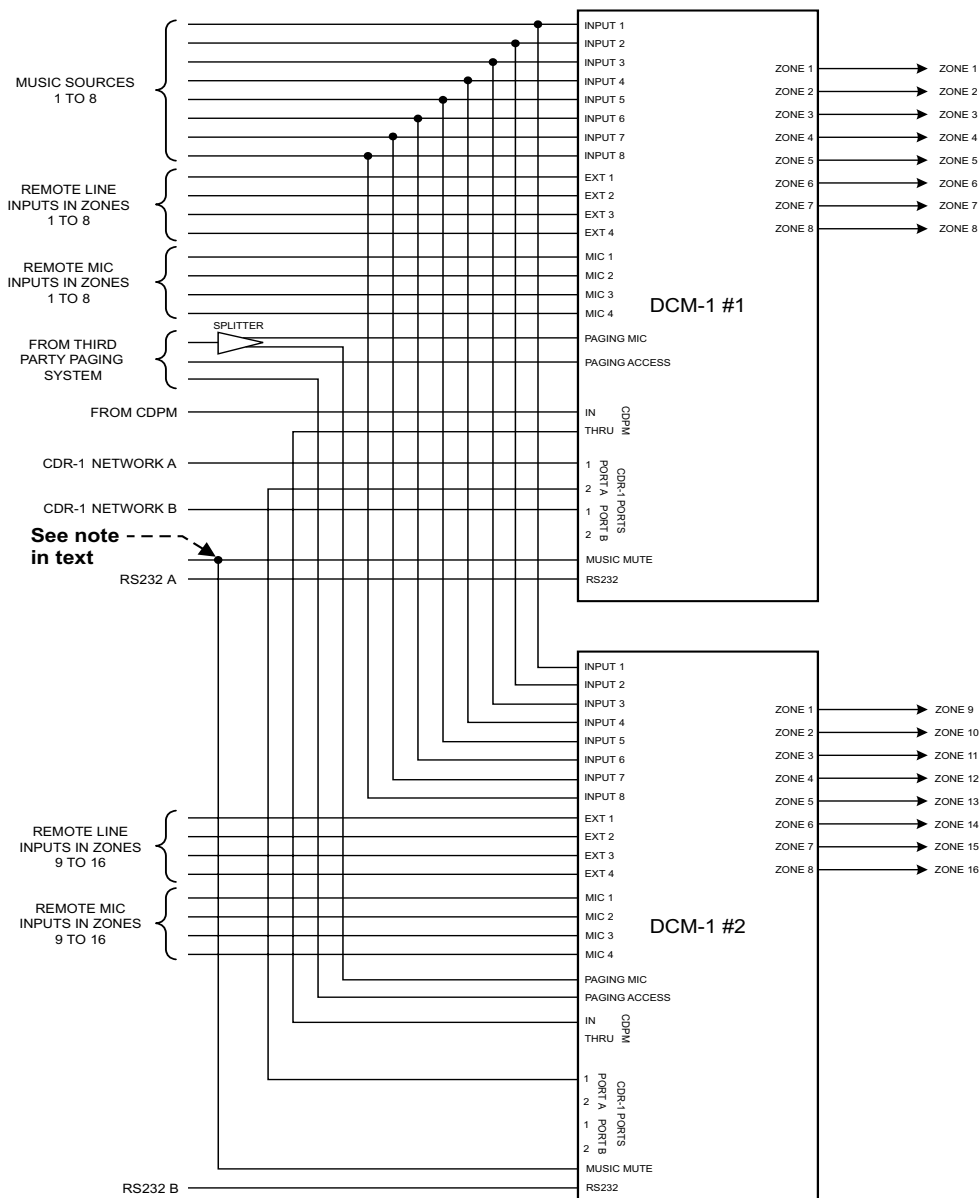 MUSIC SOURCES
1 TO 8
REMOTE LINE
INPUTS IN ZONES
1 TO 8
REMOTE MIC
INPUTS IN ZONES
1 TO 8
FROM THIRD
PARTY PAGING
SYSTEM
SPLITTER
FROM CDPM
CDR-1 NETWORK A
CDR-1 NETWORK B
See note
in text
RS232 A
INPUT 1
INPUT 2
INPUT 3
INPUT 4
INPUT 5
INPUT 6
INPUT 7
INPUT 8
EXT 1
EXT 2
EXT 3
EXT 4
MIC 1
MIC 2
MIC 3
MIC 4
PAGING MIC
PAGING ACCESS
IN
THRU
CDPM
1
2
PORT A
1
2
PORT B
CDR-1 PORTS
MUSIC MUTE
RS232
DCM-1 #1
ZONE 1
ZONE 2
ZONE 3
ZONE 4
ZONE 5
ZONE 6
ZONE 7
ZONE 8
ZONE 1
ZONE 2
ZONE 3
ZONE 4
ZONE 5
ZONE 6
ZONE 7
ZONE 8
REMOTE LINE
INPUTS IN ZONES
9 TO 16
REMOTE MIC
INPUTS IN ZONES
9 TO 16
RS232 B
INPUT 1
INPUT 2
INPUT 3
INPUT 4
INPUT 5
INPUT 6
INPUT 7
INPUT 8
EXT 1
EXT 2
EXT 3
EXT 4
MIC 1
MIC 2
MIC 3
MIC 4
PAGING MIC
PAGING ACCESS
IN
THRU
CDPM
1
2
PORT A
1
2
PORT B
CDR-1 PORTS
MUSIC MUTE
RS232
DCM-1 #2
ZONE 1
ZONE 2
ZONE 3
ZONE 4
ZONE 5
ZONE 6
ZONE 7
ZONE 8
ZONE 9
ZONE 10
ZONE 11
ZONE 12
ZONE 13
ZONE 14
ZONE 15
ZONE 16